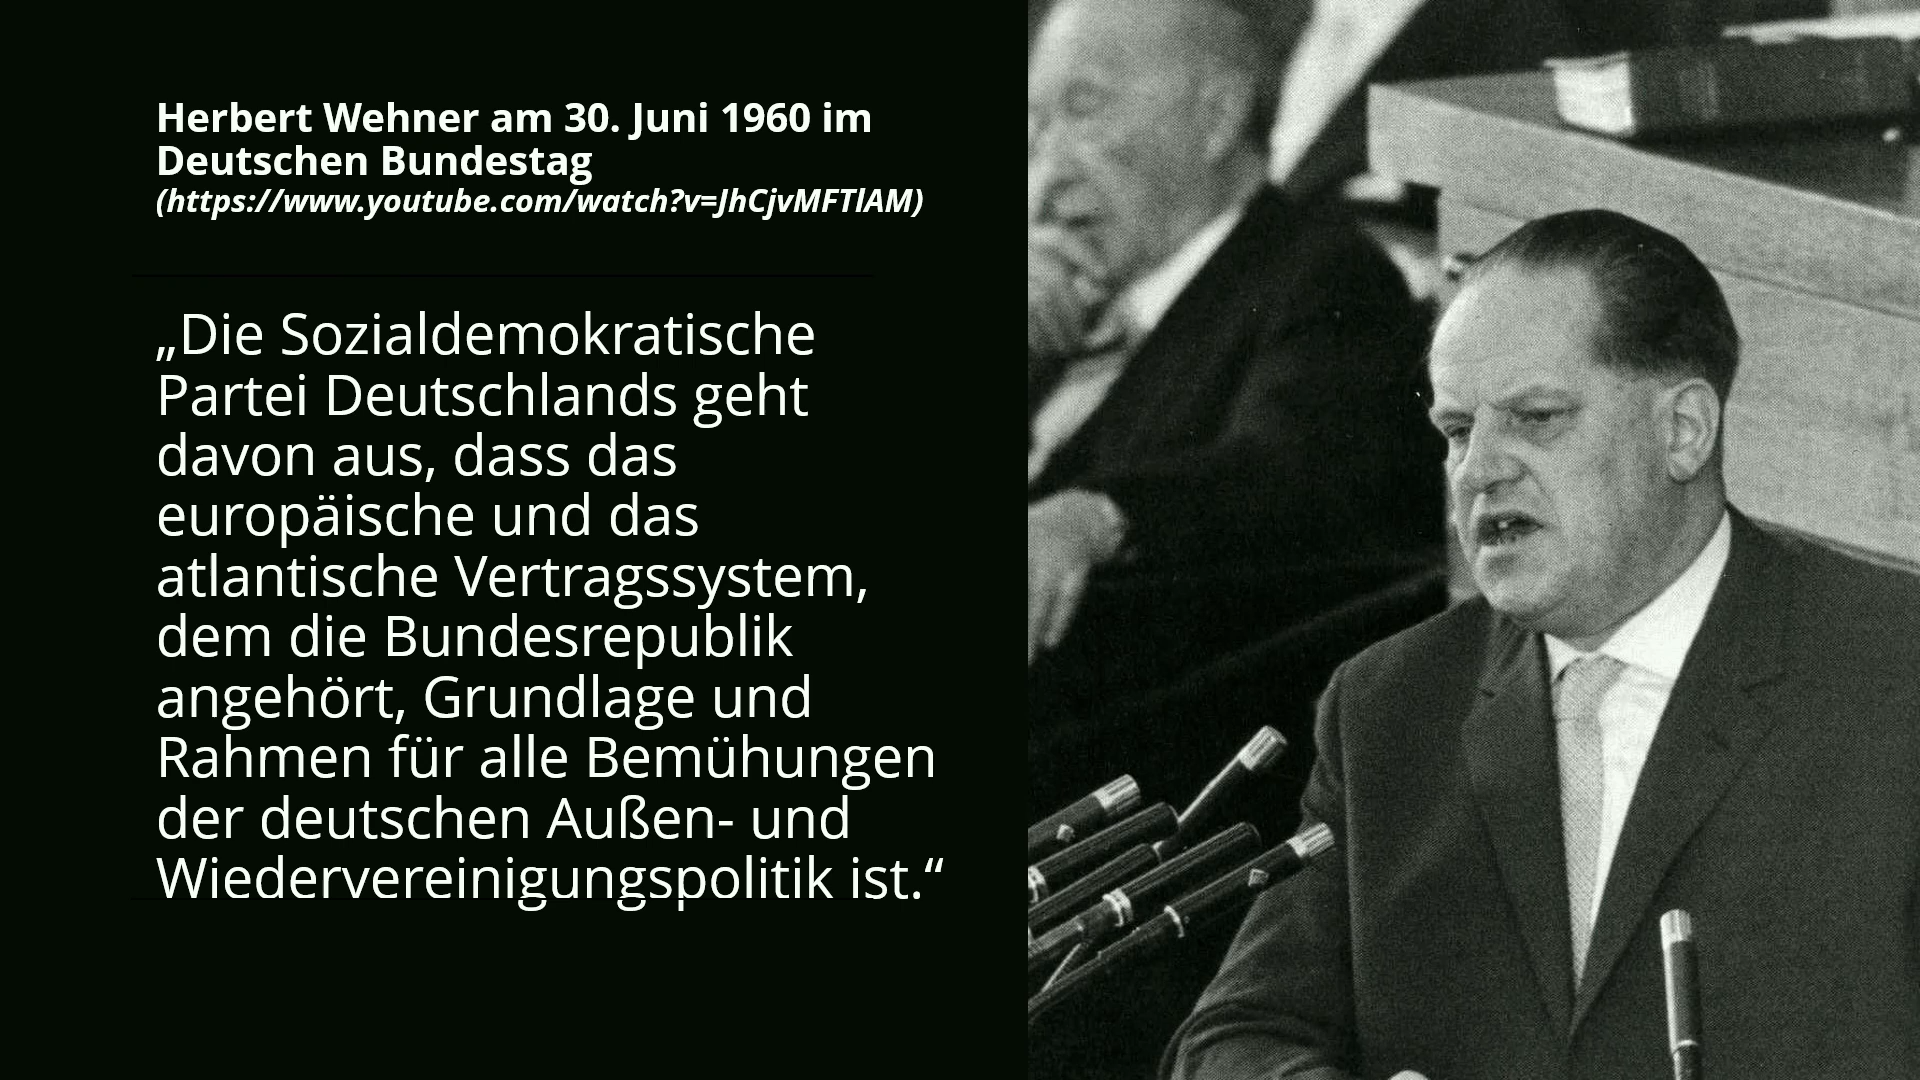 Herbert Wehner am 30. Juni 1960 im
Deutschen Bundestag
(https://www.youtube.com/watch?v=JhCjvMFTlAM)
„Die Sozialdemokratische
Partei Deutschlands geht
davon aus, dass das
europäische und das
atlantische Vertragssystem,
dem die Bundesrepublik
angehört, Grundlage und
Rahmen für alle Bemühungen
der deutschen Außen- und
Wiedervereinigungspolitik ist.“